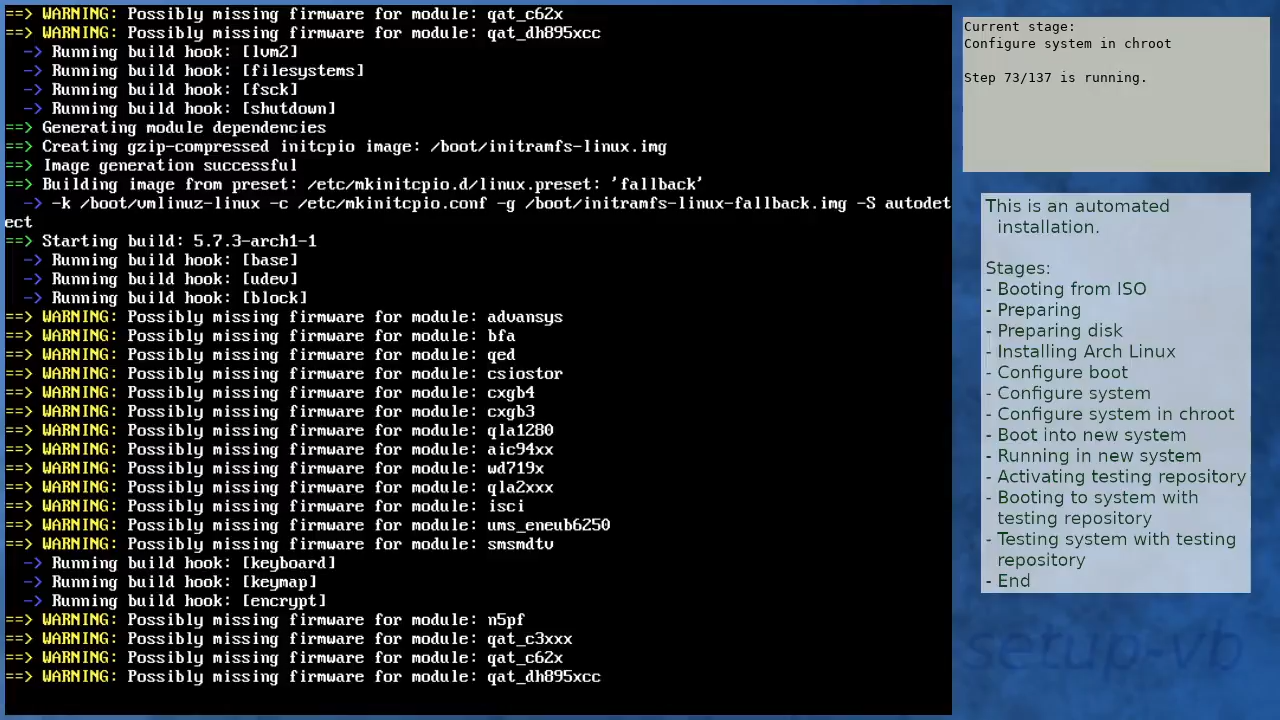 ==> WARNING: Possibly missing firmware for module: qat_c62x
==> WARNING: Possibly missing firmware for module: qat_dh895xcc
-> Running build hook: [lvm2]
-> Running build hook: [filesystems]
-> Running build hook: [fsck]
-> Running build hook: [shutdown]
==> Generating module dependencies
==> Creating gzip-compressed initcpio image: /boot/initramfs-linux.img
==> Image generation successful
==> Building image from preset: /etc/mkinitcpio.d/linux.preset: 'fallback'
-> -k /boot/vmlinuz-linux -c /etc/mkinitcpio.conf -g /boot/initramfs-linux-fallback.img -S autodet
ect
==> Starting build: 5.7.3-arch1-1
-> Running build hook: [base]
-> Running build hook: [udev]
-> Running build hook: [block]
==> WARNING: Possibly missing firmware for module: advansys
==> WARNING: Possibly missing firmware for module: bfa
==> WARNING: Possibly missing firmware for module: qed
==> WARNING: Possibly missing firmware for module: csiostor
==> WARNING: Possibly missing firmware for module: cxgb4
==> WARNING: Possibly missing firmware for module: cxgb3
==> WARNING: Possibly missing firmware for module: qla1280
==> WARNING: Possibly missing firmware for module: aic94xx
==> WARNING: Possibly missing firmware for module: wd719x
==> WARNING: Possibly missing firmware for module: qla2xxx
==> WARNING: Possibly missing firmware for module: isci
==> WARNING: Possibly missing firmware for module: ums_eneub6250
==> WARNING: Possibly missing firmware for module: smsmdtv
-> Running build hook: [keyboard]
-> Running build hook: [keymap]
-> Running build hook: [encrypt]
==> WARNING: Possibly missing firmware for module: n5pf
==> WARNING: Possibly missing firmware for module: qat_c3xxx
==> WARNING: Possibly missing firmware for module: qat_c62x
==> WARNING: Possibly missing firmware for module: qat_dh895xcc
Current stage:
Configure system in chroot
Step 73/137 is running.
This is an automated
installation.
Stages:
- Booting from ISO
- Preparing
- Preparing disk
- Installing Arch Linux
- Configure boot
- Configure system
- Configure system in chroot
- Boot into new system
- Running in new system
- Activating testing repository
- Booting to system with
testing repository
- Testing system with testing
repository
- End
setup-vb